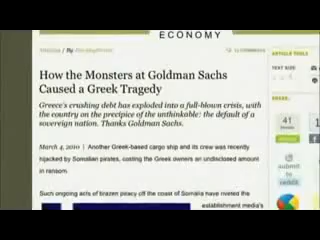 ECONOMY
ARTICLE TOOLS
TEXT SIZE
How the Monsters at Goldman Sachs
Caused a Greek Tragedy
Greece's crushing debt has exploded into a full-blown crisis, with
the country on the precipice of the unthinkable: the default of a
sovereign nation. Thanks Goldman Sachs.
March 4, 2010 | Another Greek-based cargo ship and its crew was recently
hijacked by Somalian pirates, costing the Greek owners an undisclosed amount
in ransom.
Such ongoing acts of brazen piracy off the coast of Somalia have riveted the
establishment media's
41
submit
to
reddit